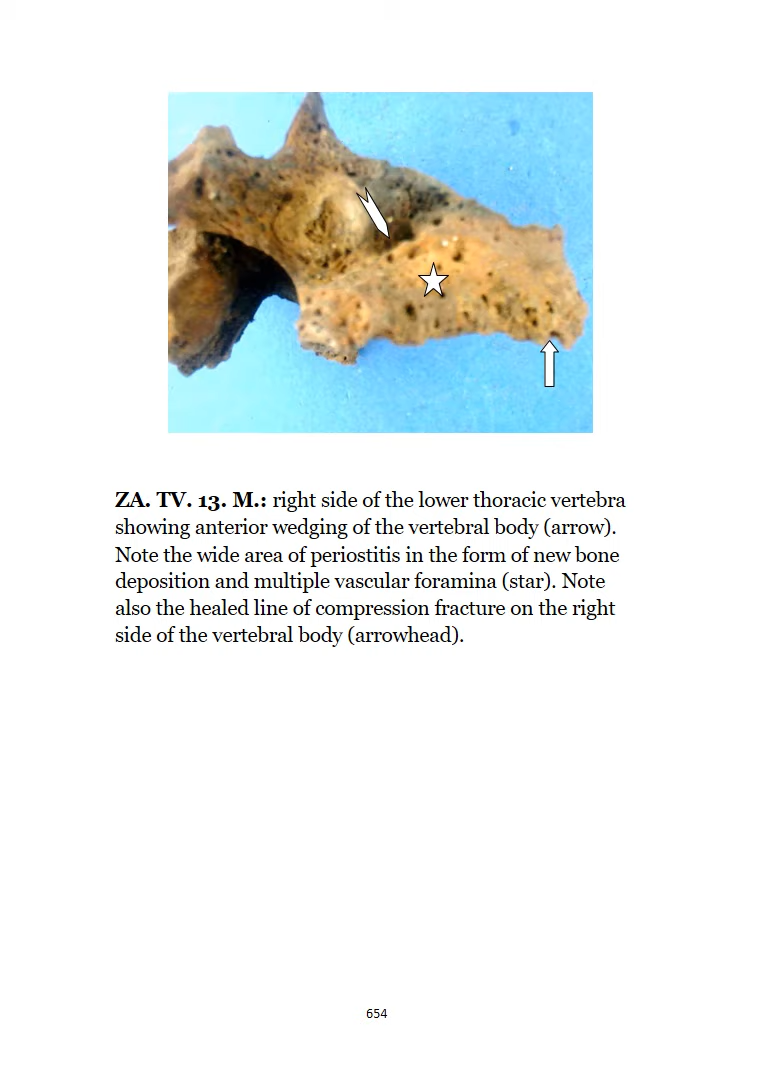 ZA. TV. 13. M.: right side of the lower thoracic vertebra
showing anterior wedging of the vertebral body (arrow).
Note the wide area of periostitis in the form of new bone
deposition and multiple vascular foramina (star). Note
also the healed line of compression fracture on the right
side of the vertebral body (arrowhead).
654